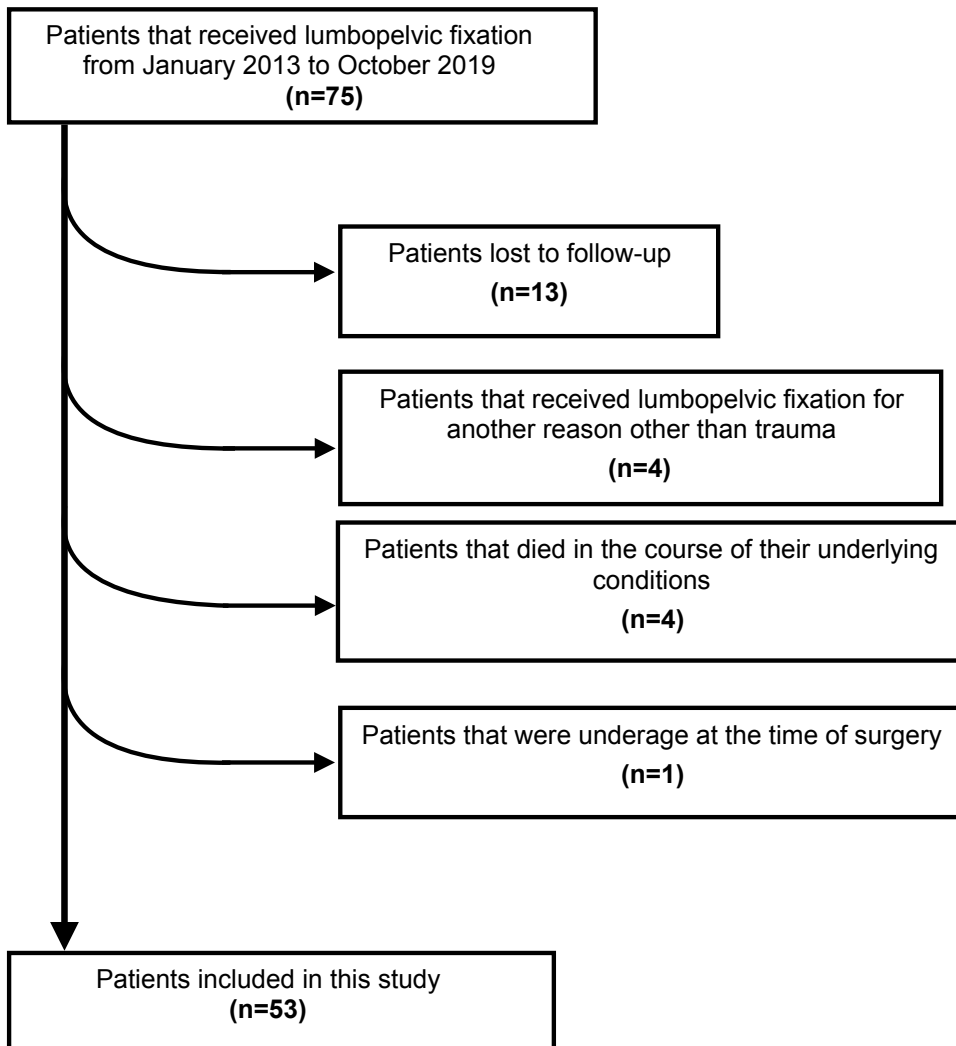 Patients that received lumbopelvic fixation
from January 2013 to October 2019
(n=75)
Patients lost to follow-up
(n=13)
Patients that received lumbopelvic fixation for
another reason other than trauma
(n=4)
Patients that died in the course of their underlying
conditions
(n=4)
Patients that were underage at the time of surgery
(n=1)
Patients included in this study
(n=53)